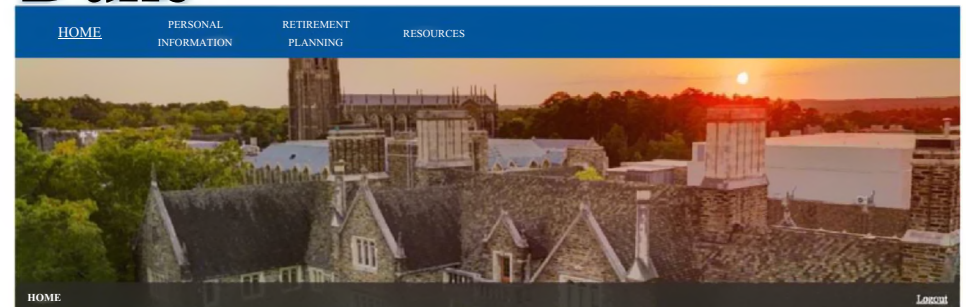 HOME
PERSONAL
INFORMATION
RETIREMENT
PLANNING
RESOURCES
HOME
Logout